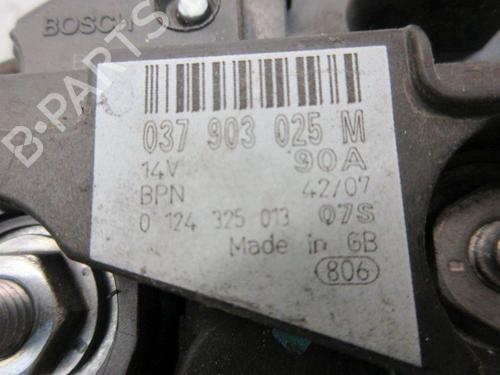 BOSCH
B-PARTS
037 903 025 M
14V 90A
BPN 42/07
0 124 325 013 07S
Made in GB
806